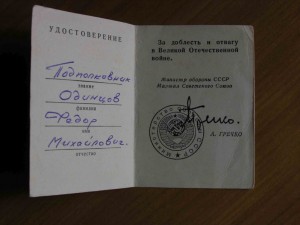 УДОСТОВЕРЕНИЕ
Подполковник
звание
Одинцов
фамилия
Федор
имя
Михайлович
отчество
За доблесть и отвагу
в Великой Отечественной
войне.
Министр обороны СССР
Маршал Советского Союза
А. ГРЕЧКО